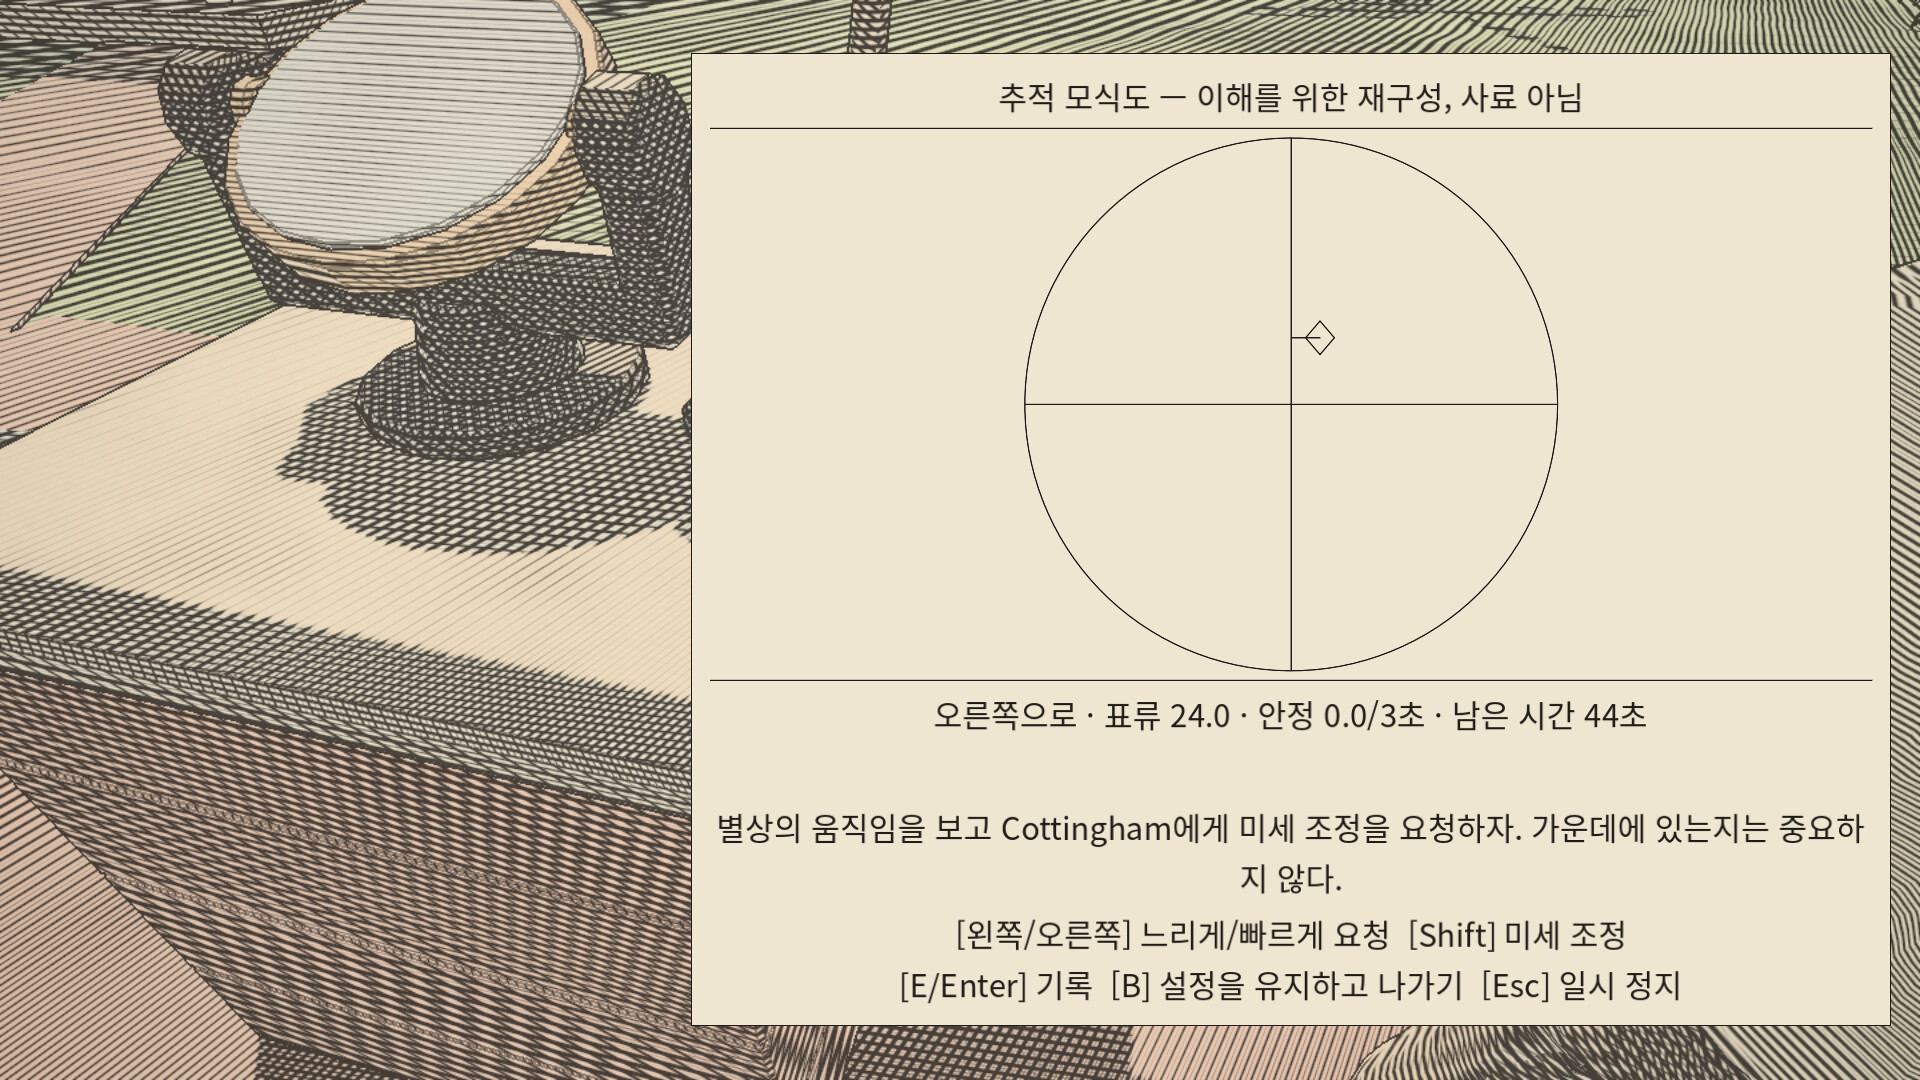 추적 모식도 — 이해를 위한 재구성, 사료 아님
오른쪽으로 · 표류 24.0 · 안정 0.0/3초 · 남은 시간 44초
별상의 움직임을 보고 Cottingham에게 미세 조정을 요청하자. 가운데에 있는지는 중요하
지 않다.
[왼쪽/오른쪽] 느리게/빠르게 요청 [Shift] 미세 조정
[E/Enter] 기록 [B] 설정을 유지하고 나가기 [Esc] 일시 정지